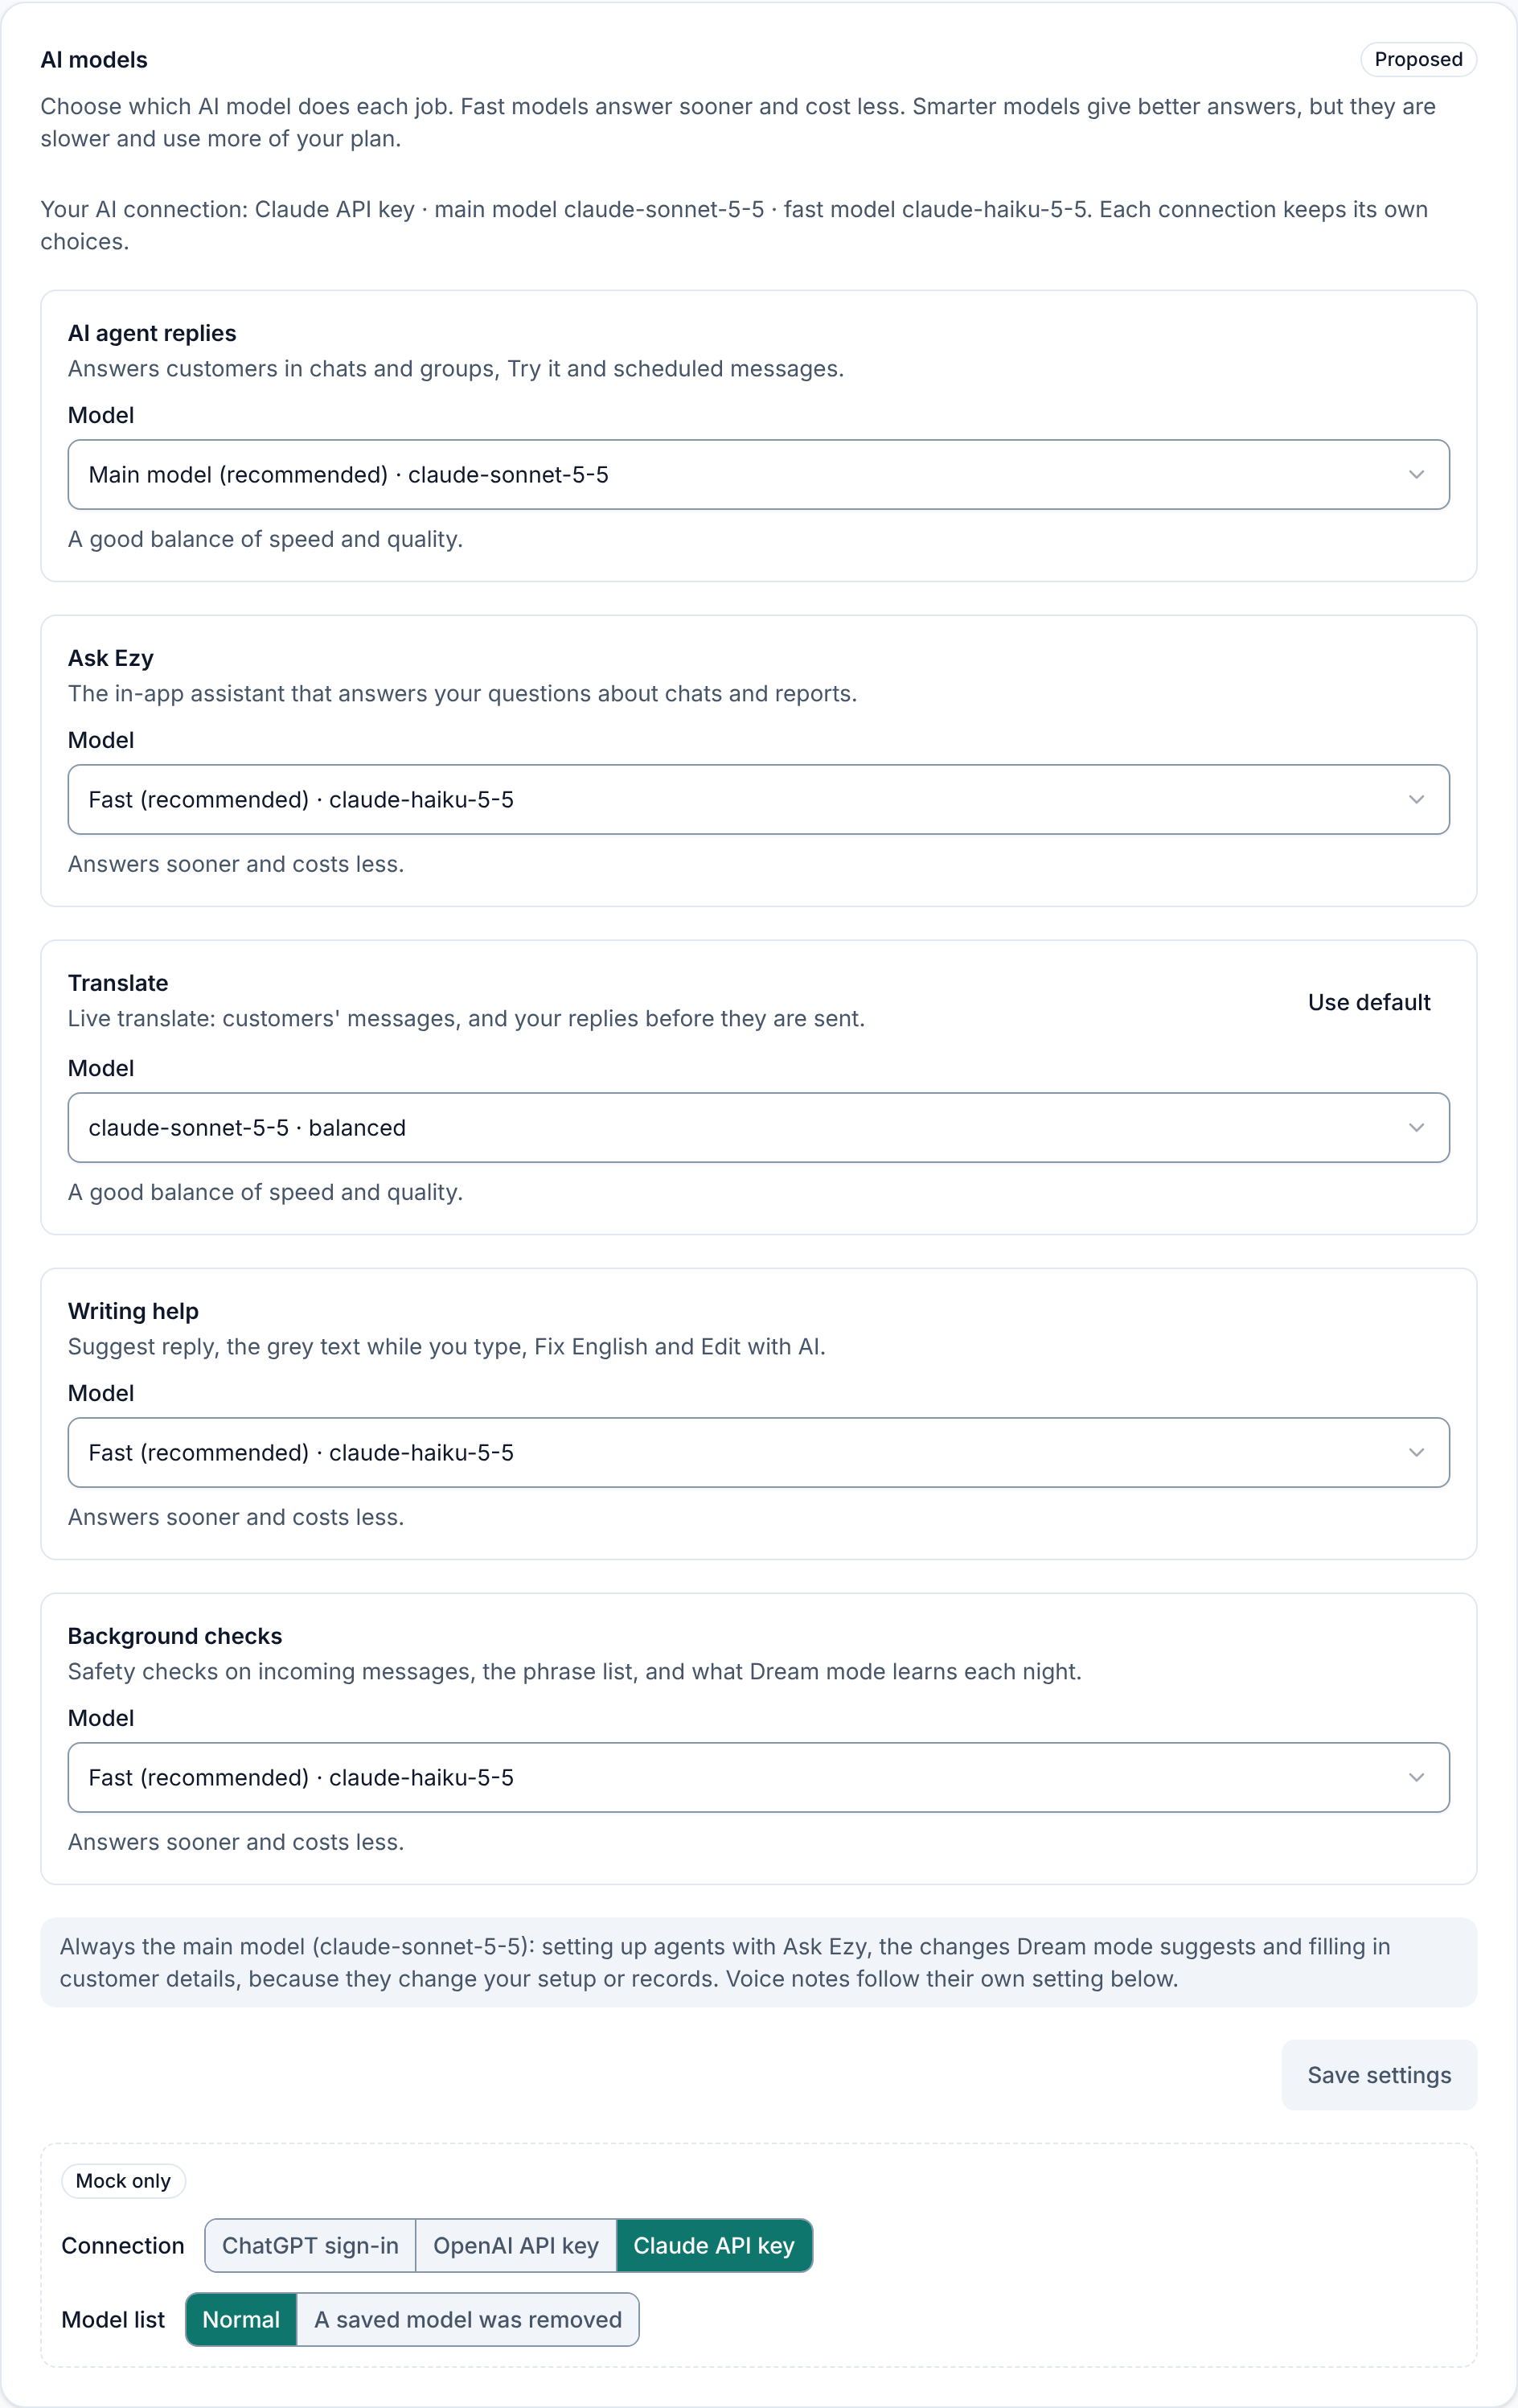 AI models
Proposed
Choose which AI model does each job. Fast models answer sooner and cost less. Smarter models give better answers, but they are
slower and use more of your plan.
Your AI connection: Claude API key · main model claude-sonnet-5-5 · fast model claude-haiku-5-5. Each connection keeps its own
choices.
AI agent replies
Answers customers in chats and groups, Try it and scheduled messages.
Model
Main model (recommended) · claude-sonnet-5-5
A good balance of speed and quality.
Ask Ezy
The in-app assistant that answers your questions about chats and reports.
Model
Fast (recommended) · claude-haiku-5-5
Answers sooner and costs less.
Translate
Live translate: customers' messages, and your replies before they are sent.
Use default
Model
claude-sonnet-5-5 · balanced
A good balance of speed and quality.
Writing help
Suggest reply, the grey text while you type, Fix English and Edit with AI.
Model
Fast (recommended) · claude-haiku-5-5
Answers sooner and costs less.
Background checks
Safety checks on incoming messages, the phrase list, and what Dream mode learns each night.
Model
Fast (recommended) · claude-haiku-5-5
Answers sooner and costs less.
Always the main model (claude-sonnet-5-5): setting up agents with Ask Ezy, the changes Dream mode suggests and filling in
customer details, because they change your setup or records. Voice notes follow their own setting below.
Save settings
Mock only
Connection ChatGPT sign-in OpenAI API key Claude API key
Model list Normal A saved model was removed